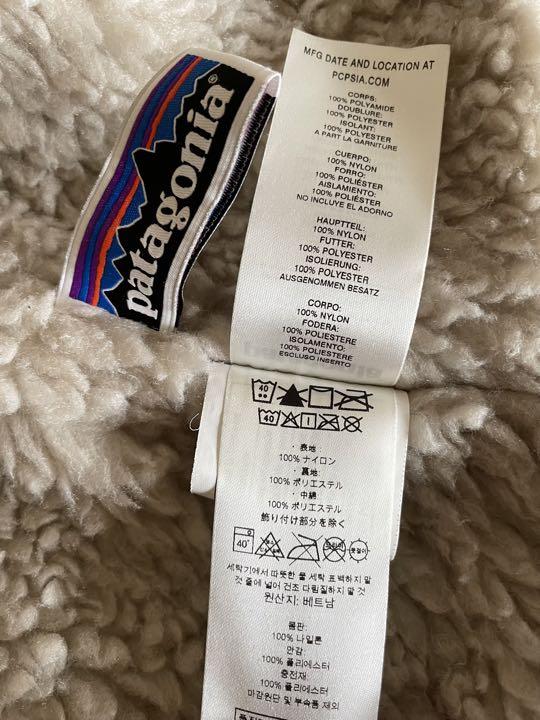 patagonia®
MFG DATE AND LOCATION AT
PCPSIA.COM
CORPS:
100% POLYAMIDE
DOUBLURE:
100% POLYESTER
ISOLANT:
100% POLYESTER
A PART LA GARNITURE
CUERPO:
100% NYLON
FORRO:
100% POLIÉSTER
AISLAMIENTO:
100% POLIÉSTER
NO INCLUYE EL ADORNO
HAUPTTEIL:
100% NYLON
FUTTER:
100% POLYESTER
ISOLIERUNG:
100% POLYESTER
AUSGENOMMEN BESATZ
CORPO:
100% NYLON
FODERA:
100% POLIESTERE
ISOLAMENTO:
100% POLIESTERE
ESCLUSO INSERTO
40
40
・表地:
100% ナイロン
・裏地:
100% ポリエステル
・中綿:
100% ポリエステル
飾り付け部分を除く
40°
세탁기에서 따뜻한 물 세탁 표백하지 말
것 줄에 널어 건조 다림질하지 말것
원산지: 베트남
몸판:
100% 나일론
안감:
100% 폴리에스터
충전재:
100% 폴리에스터
마감원단 및 부속품 제외